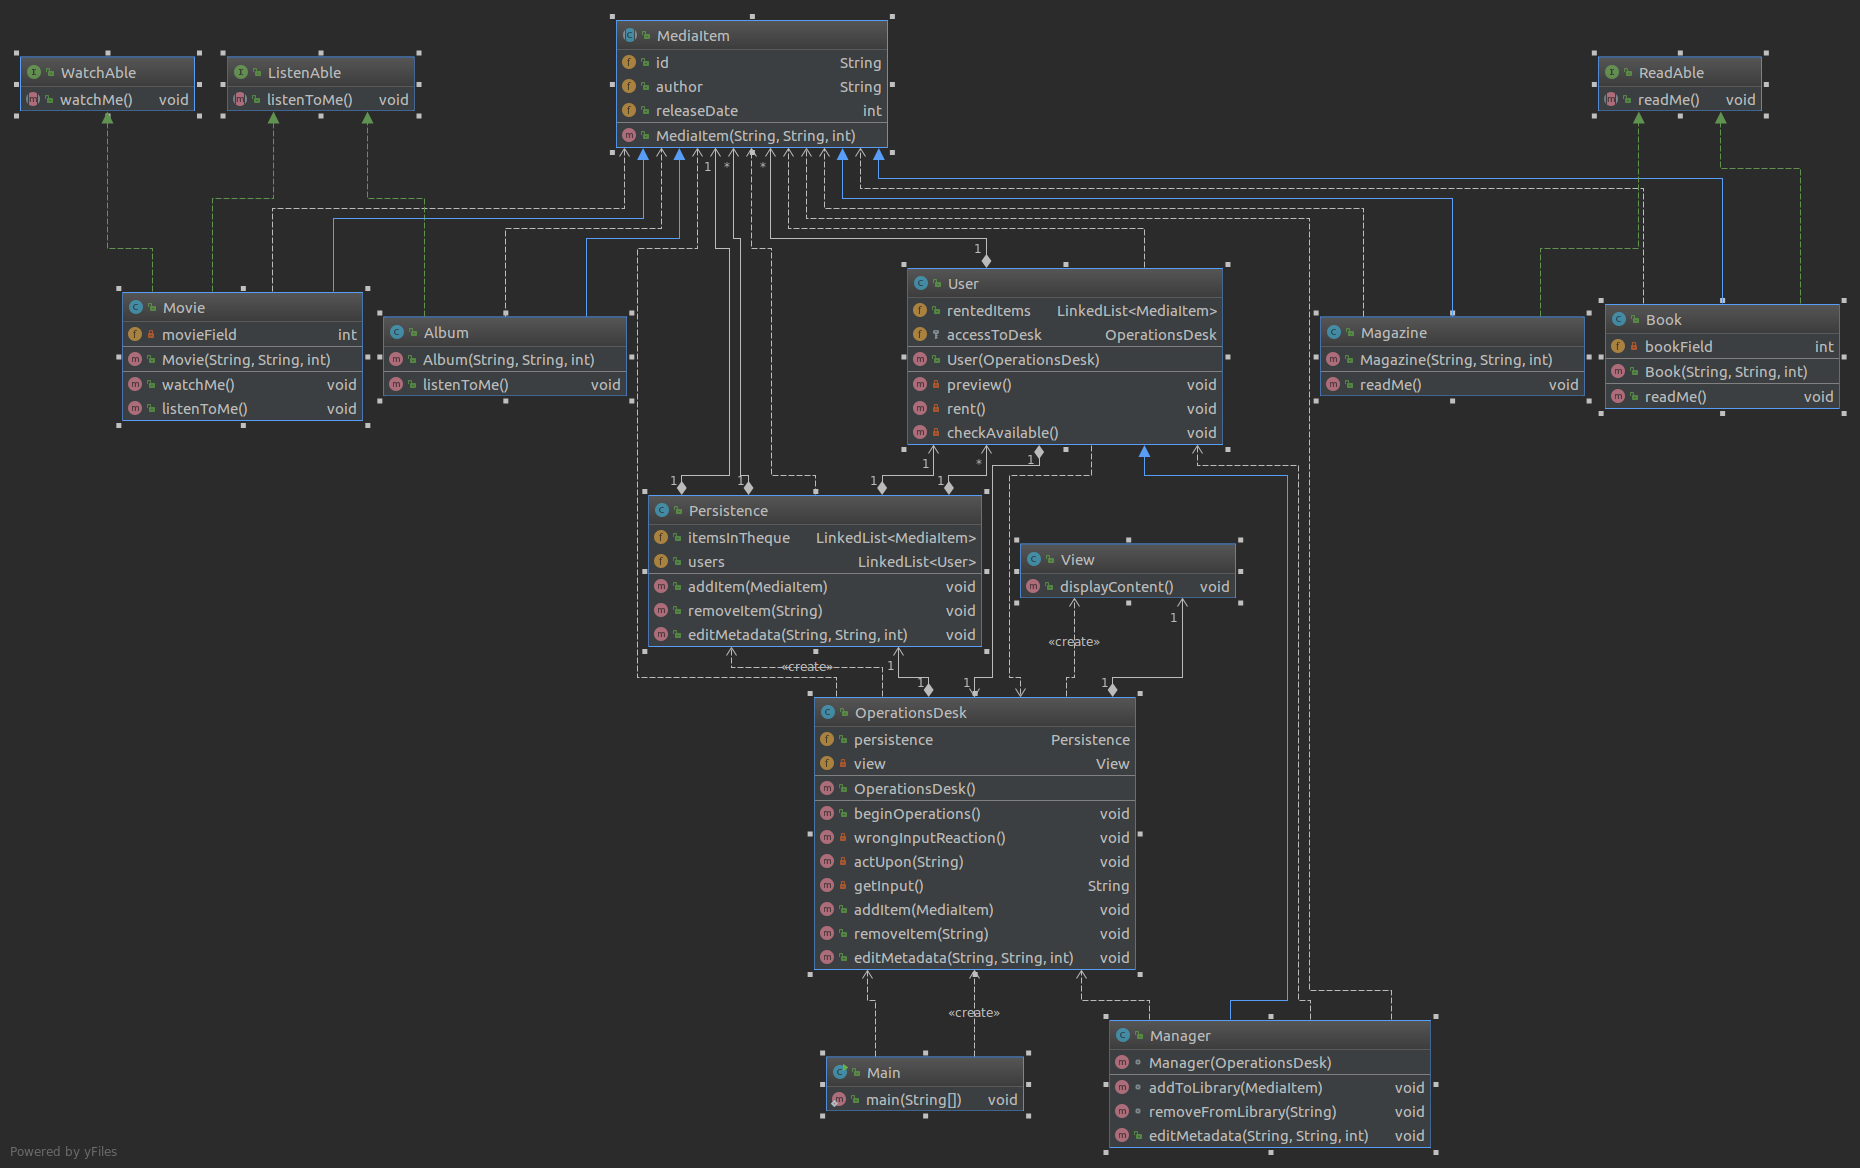 MediaItem
id String
author String
releaseDate int
MediaItem(String, String, int)
WatchAble
watchMe() void
ListenAble
listenToMe() void
ReadAble
readMe() void
1 * *
1
Movie
movieField int
Movie(String, String, int)
watchMe() void
listenToMe() void
Album
Album(String, String, int)
listenToMe() void
User
rentedItems LinkedList<MediaItem>
accessToDesk OperationsDesk
User(OperationsDesk)
preview() void
rent() void
checkAvailable() void
Magazine
Magazine(String, String, int)
readMe() void
Book
bookField int
Book(String, String, int)
readMe() void
1 * 1
1 1 1 1
Persistence
itemsInTheque LinkedList<MediaItem>
users LinkedList<User>
addItem(MediaItem) void
removeItem(String) void
editMetadata(String, String, int) void
View
displayContent() void
1
«create»
«create» 1
1 1 1
OperationsDesk
persistence Persistence
view View
OperationsDesk()
beginOperations() void
wrongInputReaction() void
actUpon(String) void
getInput() String
addItem(MediaItem) void
removeItem(String) void
editMetadata(String, String, int) void
«create»
Main
main(String[]) void
Manager
Manager(OperationsDesk)
addToLibrary(MediaItem) void
removeFromLibrary(String) void
editMetadata(String, String, int) void
Powered by yFiles